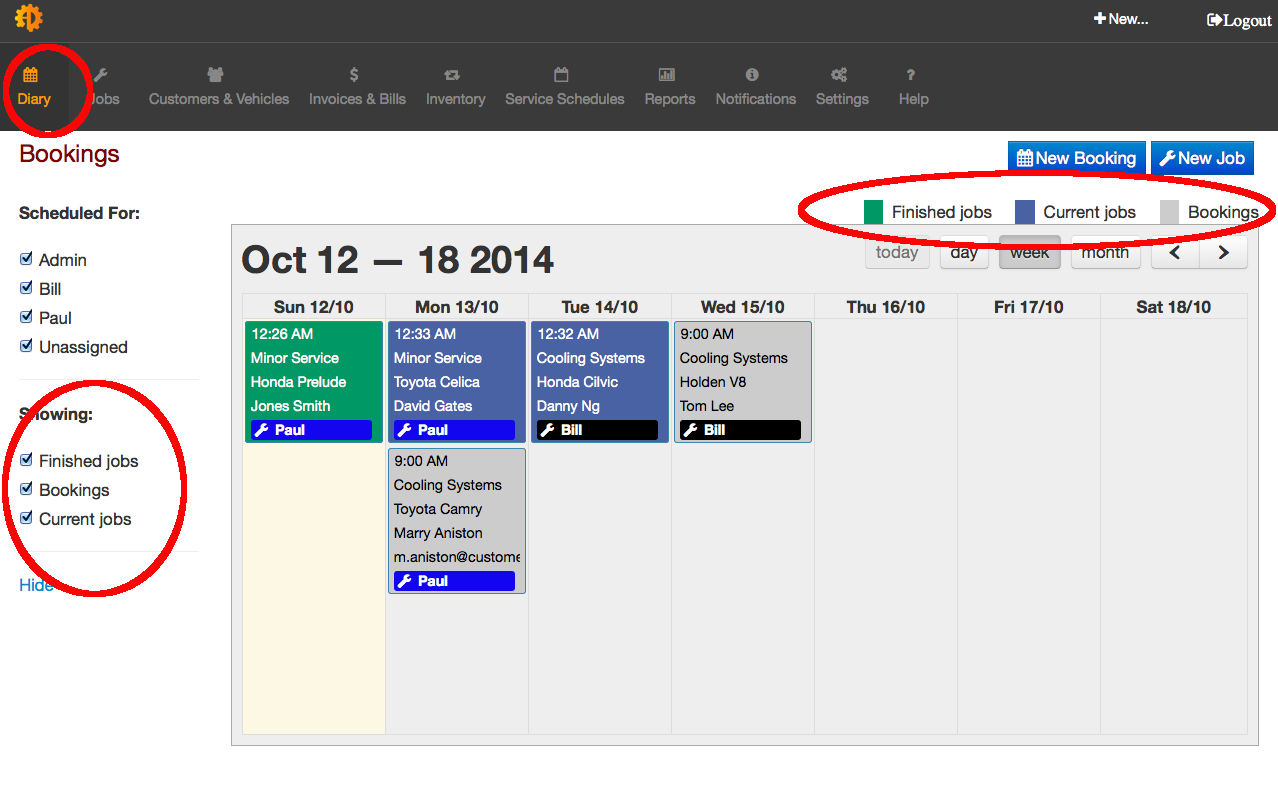 New...
Logout
Diary
Jobs
Customers & Vehicles
Invoices & Bills
Inventory
Service Schedules
Reports
Notifications
Settings
? Help
Bookings
New Booking
New Job
Finished jobs
Current jobs
Bookings
Scheduled For:
Admin
Bill
Paul
Unassigned
Showing:
Finished jobs
Bookings
Current jobs
Hide
Oct 12 — 18 2014
today
day
week
month
Sun 12/10
Mon 13/10
Tue 14/10
Wed 15/10
Thu 16/10
Fri 17/10
Sat 18/10
12:26 AM
Minor Service
Honda Prelude
Jones Smith
Paul
12:33 AM
Minor Service
Toyota Celica
David Gates
Paul
9:00 AM
Cooling Systems
Toyota Camry
Marry Aniston
m.aniston@custome
Paul
12:32 AM
Cooling Systems
Honda Cilvic
Danny Ng
Bill
9:00 AM
Cooling Systems
Holden V8
Tom Lee
Bill